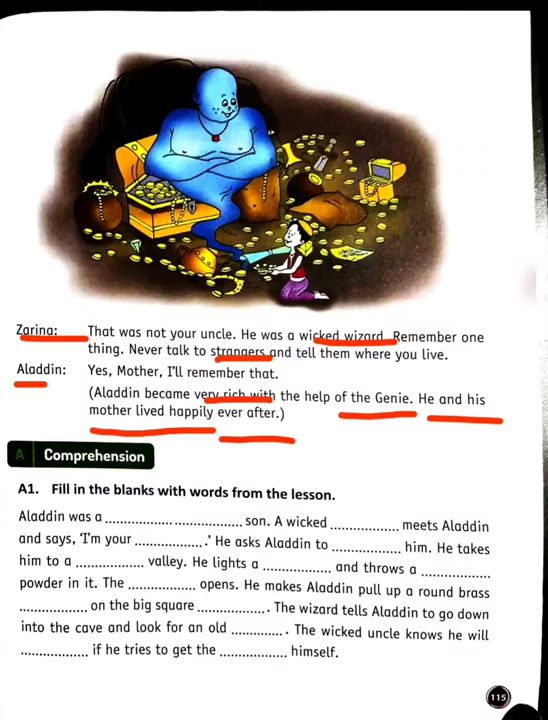 Zarina: That was not your uncle. He was a wicked wizard. Remember one
thing. Never talk to strangers and tell them where you live.
Aladdin: Yes, Mother, I'll remember that.
(Aladdin became very rich with the help of the Genie. He and his
mother lived happily ever after.)
A Comprehension
A1. Fill in the blanks with words from the lesson.
Aladdin was a .................... .................... son. A wicked .................... meets Aladdin
and says, 'I'm your .....................' He asks Aladdin to .................... him. He takes
him to a .................... valley. He lights a .................... and throws a ....................
powder in it. The .................... opens. He makes Aladdin pull up a round brass
.................... on the big square .................... . The wizard tells Aladdin to go down
into the cave and look for an old .................... . The wicked uncle knows he will
.................... if he tries to get the .................... himself.
115